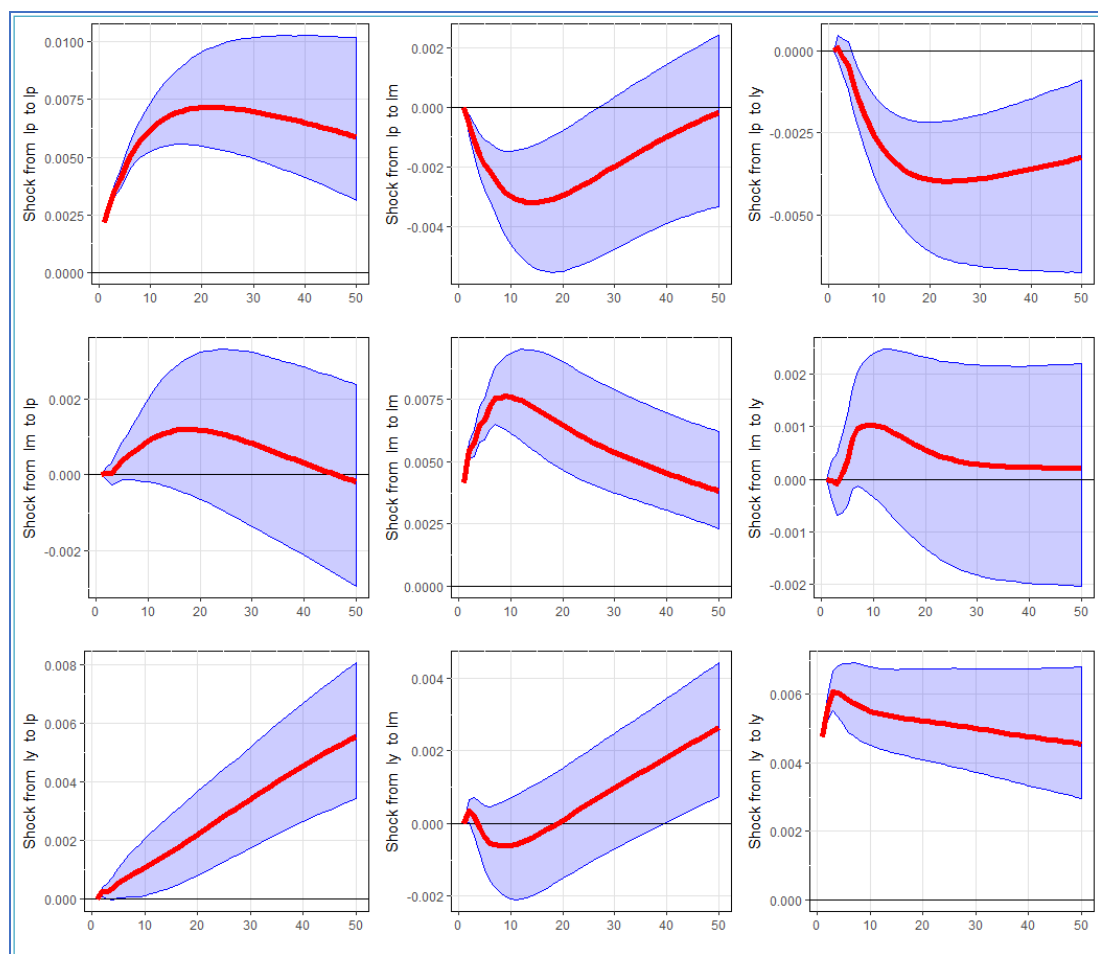 Shock from lp to lp
0.0100
0.0075
0.0050
0.0025
0.0000
0 10 20 30 40 50
Shock from lp to lm
0.002
0.000
-0.002
-0.004
0 10 20 30 40 50
Shock from lp to ly
0.0000
-0.0025
-0.0050
0 10 20 30 40 50
Shock from lm to lp
0.002
0.000
-0.002
0 10 20 30 40 50
Shock from lm to lm
0.0075
0.0050
0.0025
0.0000
0 10 20 30 40 50
Shock from lm to ly
0.002
0.001
0.000
-0.001
-0.002
0 10 20 30 40 50
Shock from ly to lp
0.008
0.006
0.004
0.002
0.000
0 10 20 30 40 50
Shock from ly to lm
0.004
0.002
0.000
-0.002
0 10 20 30 40 50
Shock from ly to ly
0.006
0.004
0.002
0.000
0 10 20 30 40 50